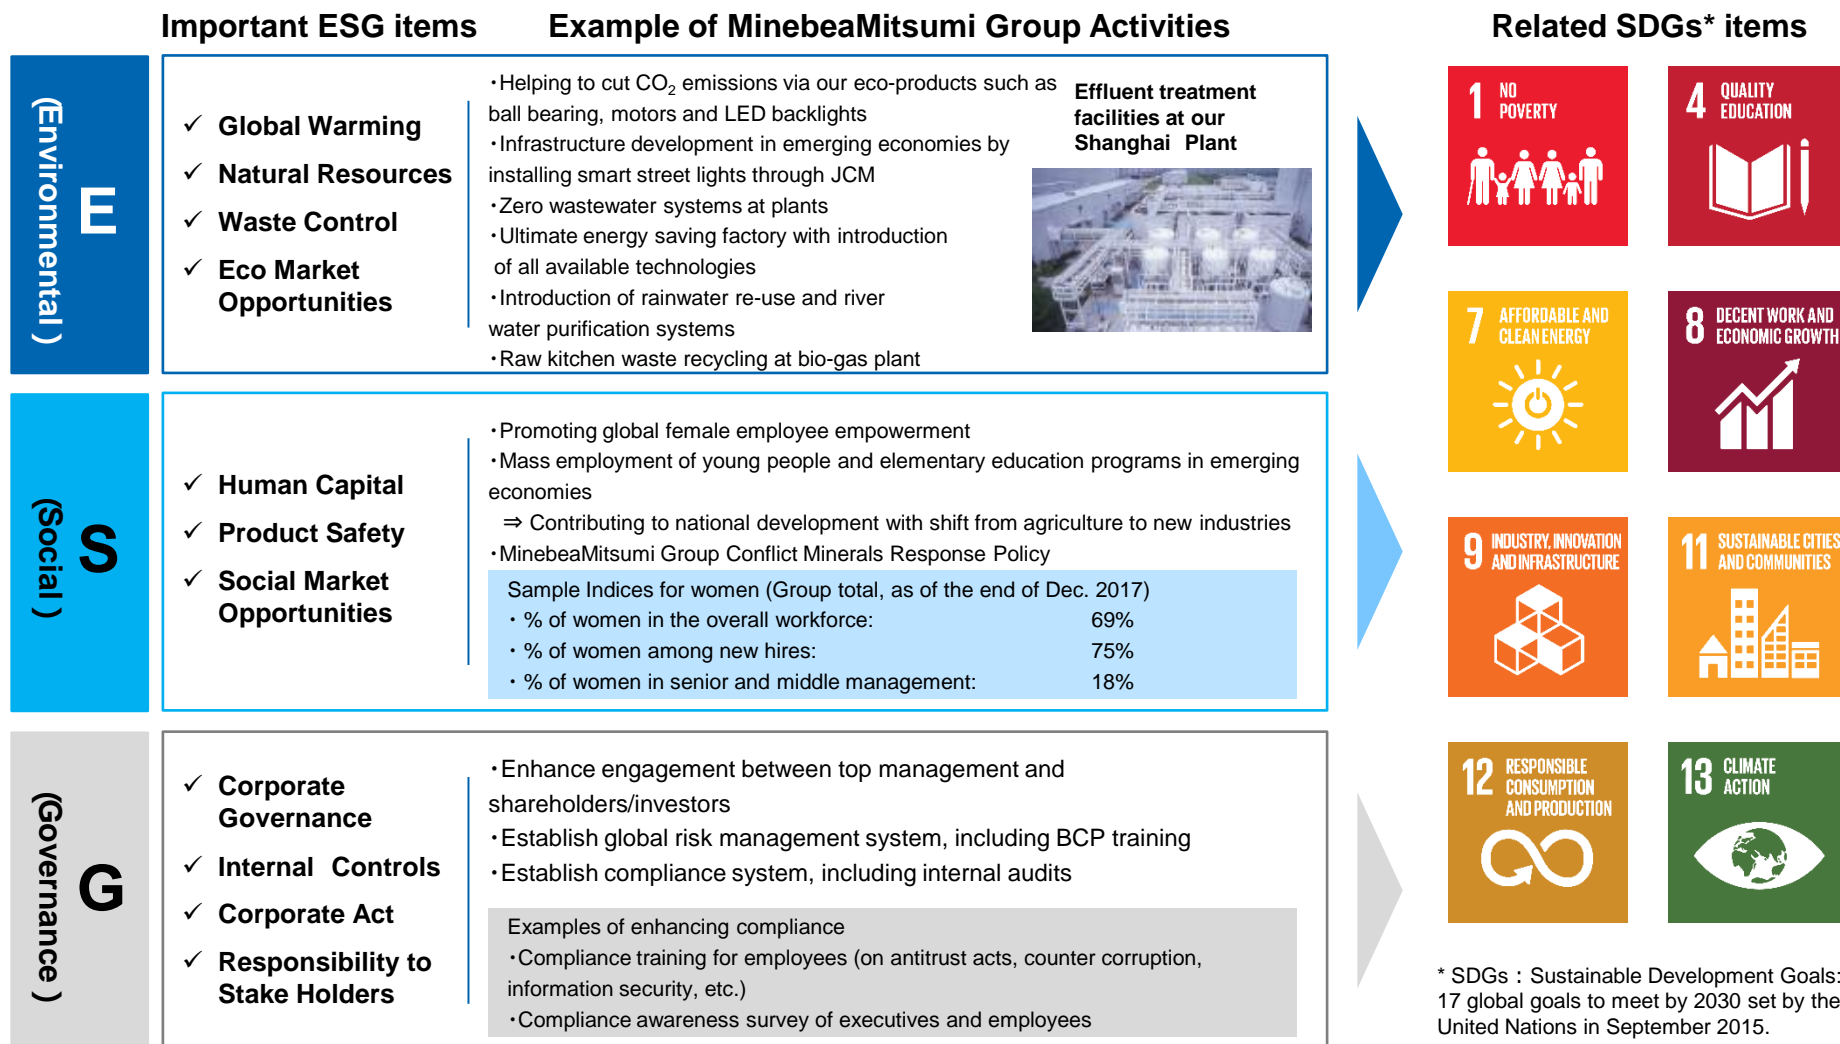 Important ESG items
Example of MinebeaMitsumi Group Activities
Related SDGs* items
E
(Environmental)
✓ Global Warming
✓ Natural Resources
✓ Waste Control
✓ Eco Market
Opportunities
・Helping to cut CO₂ emissions via our eco-products such as
ball bearing, motors and LED backlights
・Infrastructure development in emerging economies by
installing smart street lights through JCM
・Zero wastewater systems at plants
・Ultimate energy saving factory with introduction
of all available technologies
・Introduction of rainwater re-use and river
water purification systems
・Raw kitchen waste recycling at bio-gas plant
Effluent treatment
facilities at our
Shanghai Plant
S
(Social)
✓ Human Capital
✓ Product Safety
✓ Social Market
Opportunities
・Promoting global female employee empowerment
・Mass employment of young people and elementary education programs in emerging
economies
⇒ Contributing to national development with shift from agriculture to new industries
・MinebeaMitsumi Group Conflict Minerals Response Policy
Sample Indices for women (Group total, as of the end of Dec. 2017)
・% of women in the overall workforce: 69%
・% of women among new hires: 75%
・% of women in senior and middle management: 18%
G
(Governance)
✓ Corporate
Governance
✓ Internal Controls
✓ Corporate Act
✓ Responsibility to
Stake Holders
・Enhance engagement between top management and
shareholders/investors
・Establish global risk management system, including BCP training
・Establish compliance system, including internal audits
Examples of enhancing compliance
・Compliance training for employees (on antitrust acts, counter corruption,
information security, etc.)
・Compliance awareness survey of executives and employees
1 NO
POVERTY
4 QUALITY
EDUCATION
7 AFFORDABLE AND
CLEAN ENERGY
8 DECENT WORK AND
ECONOMIC GROWTH
9 INDUSTRY, INNOVATION
AND INFRASTRUCTURE
11 SUSTAINABLE CITIES
AND COMMUNITIES
12 RESPONSIBLE
CONSUMPTION
AND PRODUCTION
13 CLIMATE
ACTION
* SDGs：Sustainable Development Goals:
17 global goals to meet by 2030 set by the
United Nations in September 2015.